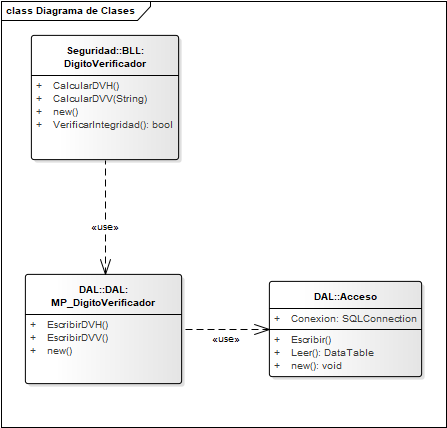 class Diagrama de Clases
Seguridad::BLL:
DigitoVerificador
+ CalcularDVH()
+ CalcularDVV(String)
+ new()
+ VerificarIntegridad(): bool
«use»
DAL::DAL:
MP_DigitoVerificador
+ EscribirDVH()
+ EscribirDVV()
+ new()
«use»
DAL::Acceso
+ Conexion: SQLConnection
+ Escribir()
+ Leer(): DataTable
+ new(): void